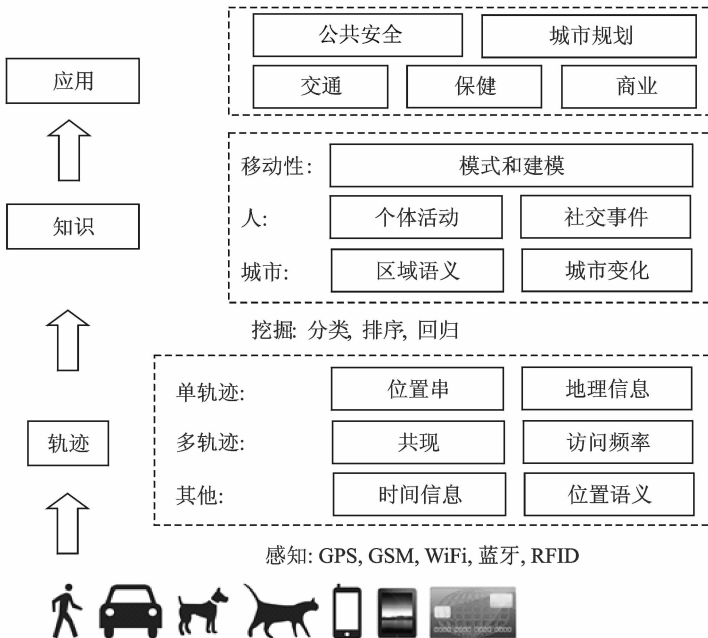 公共安全 城市规划
应用 交通 保健 商业
移动性: 模式和建模
知识 人: 个体活动 社交事件
城市: 区域语义 城市变化
挖掘: 分类, 排序, 回归
单轨迹: 位置串 地理信息
轨迹 多轨迹: 共现 访问频率
其他: 时间信息 位置语义
感知: GPS, GSM, WiFi, 蓝牙, RFID